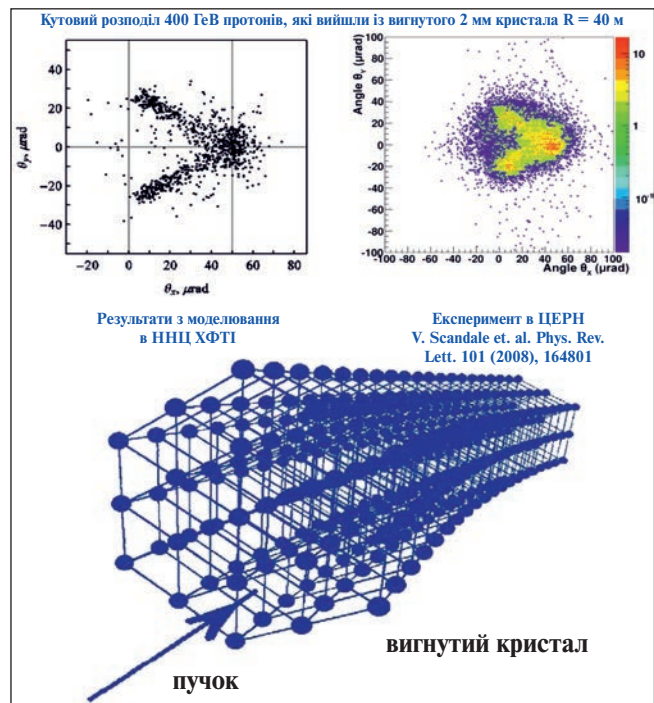 Кутовий розподіл 400 ГеВ протонів, які вийшли із вигнутого 2 мм кристала R = 40 м
θy, μrad
40
20
0
−20
−40
−20
0
20
40
60
80
θx, μrad
Angle θy (μrad)
100
80
60
40
20
0
-20
-40
-60
-80
-100
-100
-80
-60
-40
-20
0
20
40
60
80
100
Angle θx (μrad)
10
1
Результати з моделювання
в ННЦ ХФТІ
Експеримент в ЦЕРН
V. Scandale et. al. Phys. Rev.
Lett. 101 (2008), 164801
вигнутий кристал
пучок